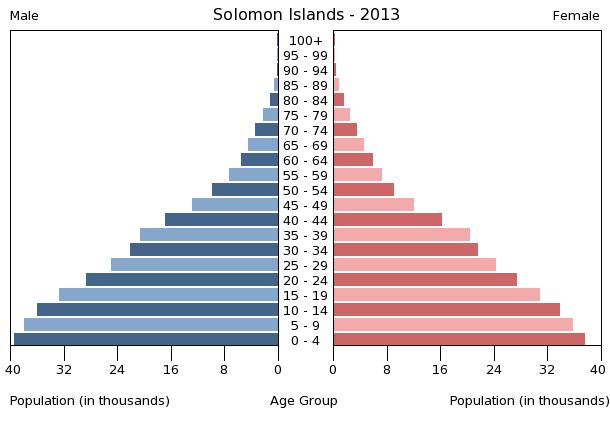 Male Solomon Islands - 2013 Female
100+
95 - 99
90 - 94
85 - 89
80 - 84
75 - 79
70 - 74
65 - 69
60 - 64
55 - 59
50 - 54
45 - 49
40 - 44
35 - 39
30 - 34
25 - 29
20 - 24
15 - 19
10 - 14
5 - 9
0 - 4
40 32 24 16 8 0 0 8 16 24 32 40
Population (in thousands) Age Group Population (in thousands)